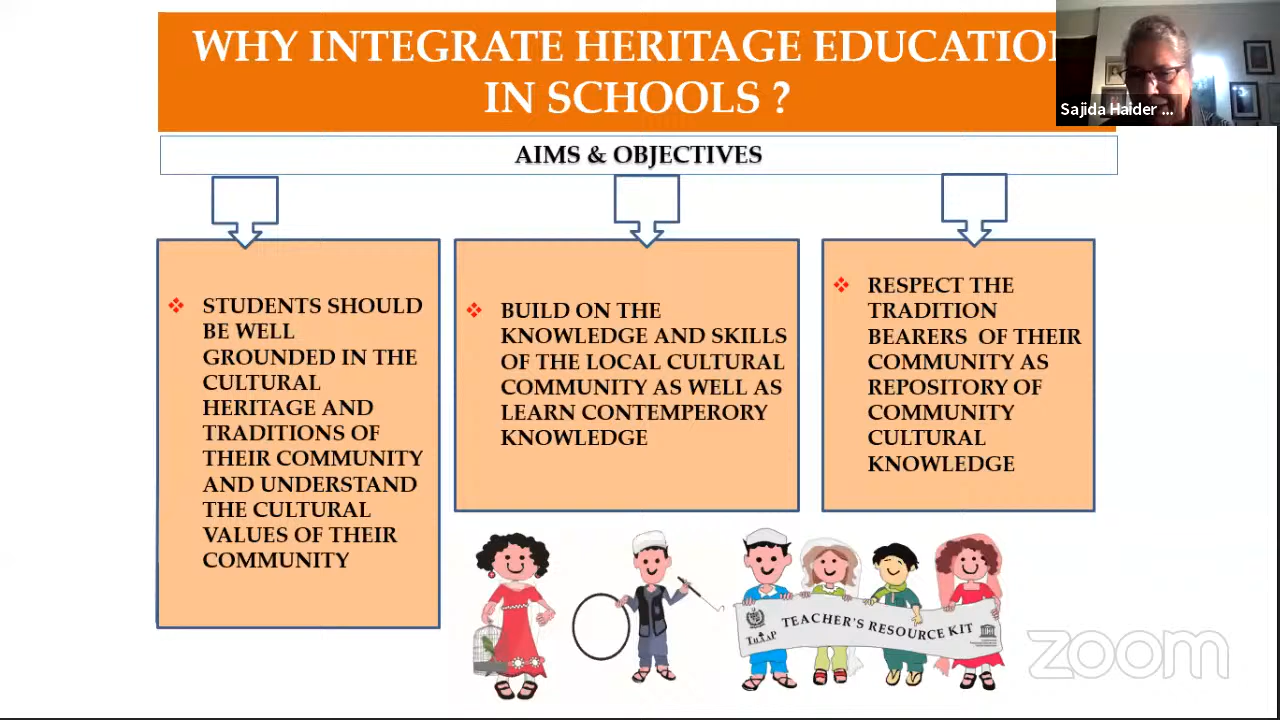 WHY INTEGRATE HERITAGE EDUCATIO
IN SCHOOLS ?
Sajida Haider ...
AIMS & OBJECTIVES
STUDENTS SHOULD
BE WELL
GROUNDED IN THE
CULTURAL
HERITAGE AND
TRADITIONS OF
THEIR COMMUNITY
AND UNDERSTAND
THE CULTURAL
VALUES OF THEIR
COMMUNITY
BUILD ON THE
KNOWLEDGE AND SKILLS
OF THE LOCAL CULTURAL
COMMUNITY AS WELL AS
LEARN CONTEMPERORY
KNOWLEDGE
RESPECT THE
TRADITION
BEARERS OF THEIR
COMMUNITY AS
REPOSITORY OF
COMMUNITY
CULTURAL
KNOWLEDGE
TEACHER'S RESOURCE KIT
THAAP
zoom